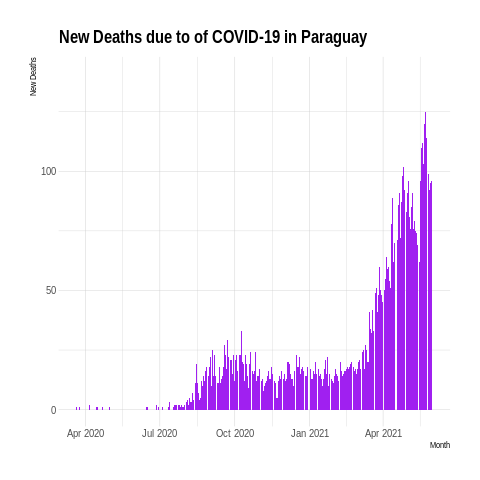 New Deaths due to of COVID-19 in Paraguay
New Deaths
100
50
0
Apr 2020 Jul 2020 Oct 2020 Jan 2021 Apr 2021
Month